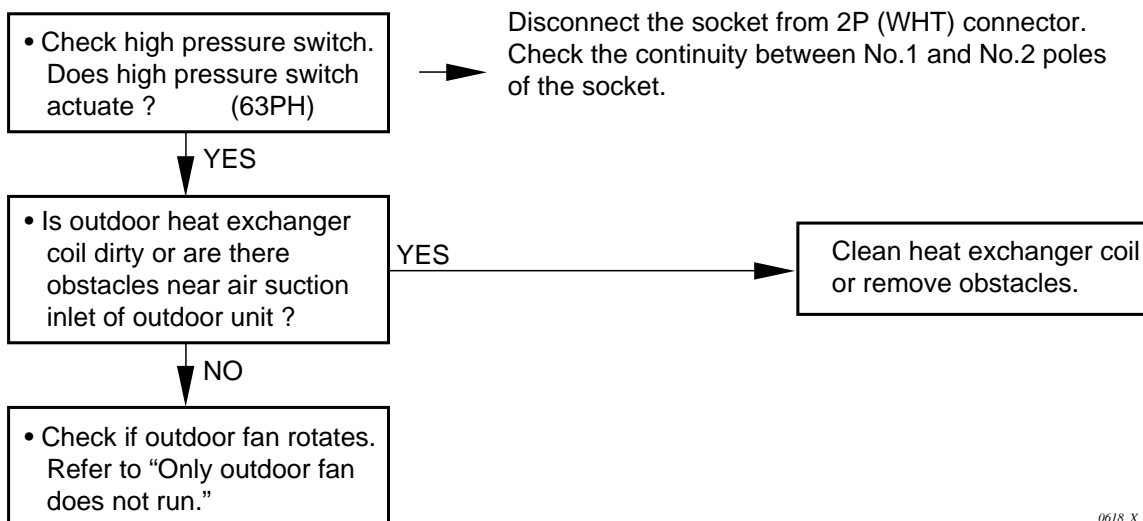 • Check high pressure switch.
Does high pressure switch
actuate ? (63PH)
Disconnect the socket from 2P (WHT) connector.
Check the continuity between No.1 and No.2 poles
of the socket.
YES
• Is outdoor heat exchanger
coil dirty or are there
obstacles near air suction
inlet of outdoor unit ?
YES
Clean heat exchanger coil
or remove obstacles.
NO
• Check if outdoor fan rotates.
Refer to “Only outdoor fan
does not run.”
0618_X